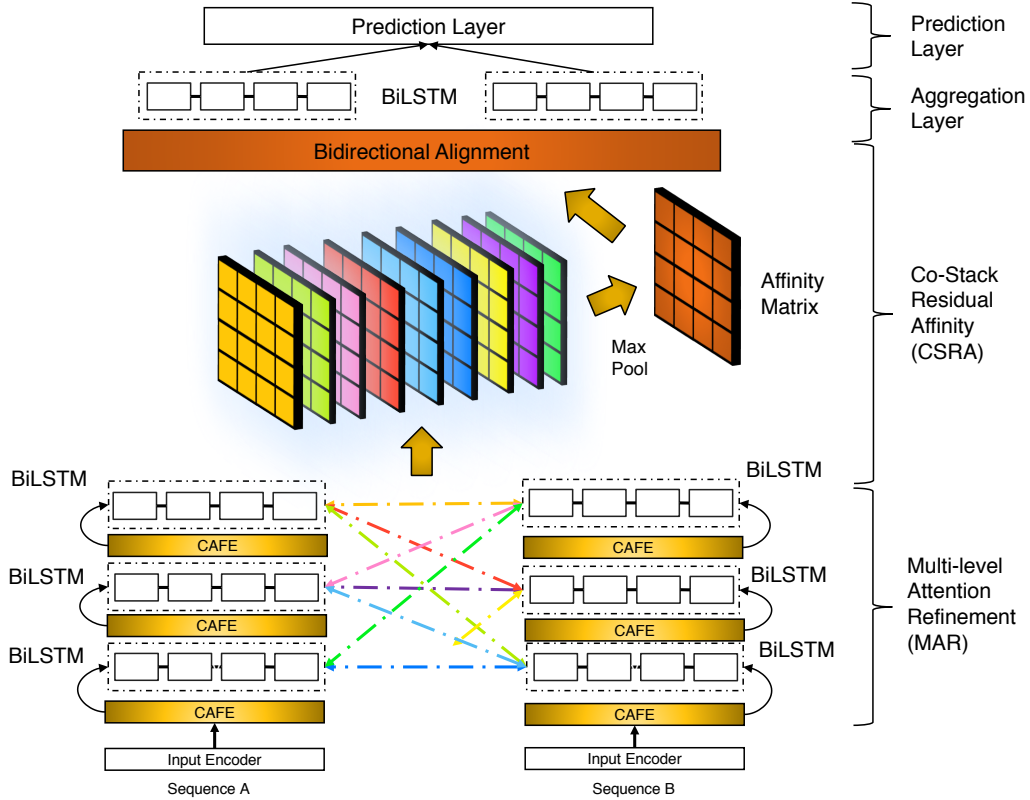 Prediction Layer
Prediction
Layer
BiLSTM
Aggregation
Layer
Bidirectional Alignment
Affinity
Matrix
Max
Pool
Co-Stack
Residual
Affinity
(CSRA)
BiLSTM
BiLSTM
CAFE
CAFE
BiLSTM
BiLSTM
CAFE
CAFE
Multi-level
Attention
Refinement
(MAR)
BiLSTM
BiLSTM
CAFE
CAFE
Input Encoder
Input Encoder
Sequence A
Sequence B